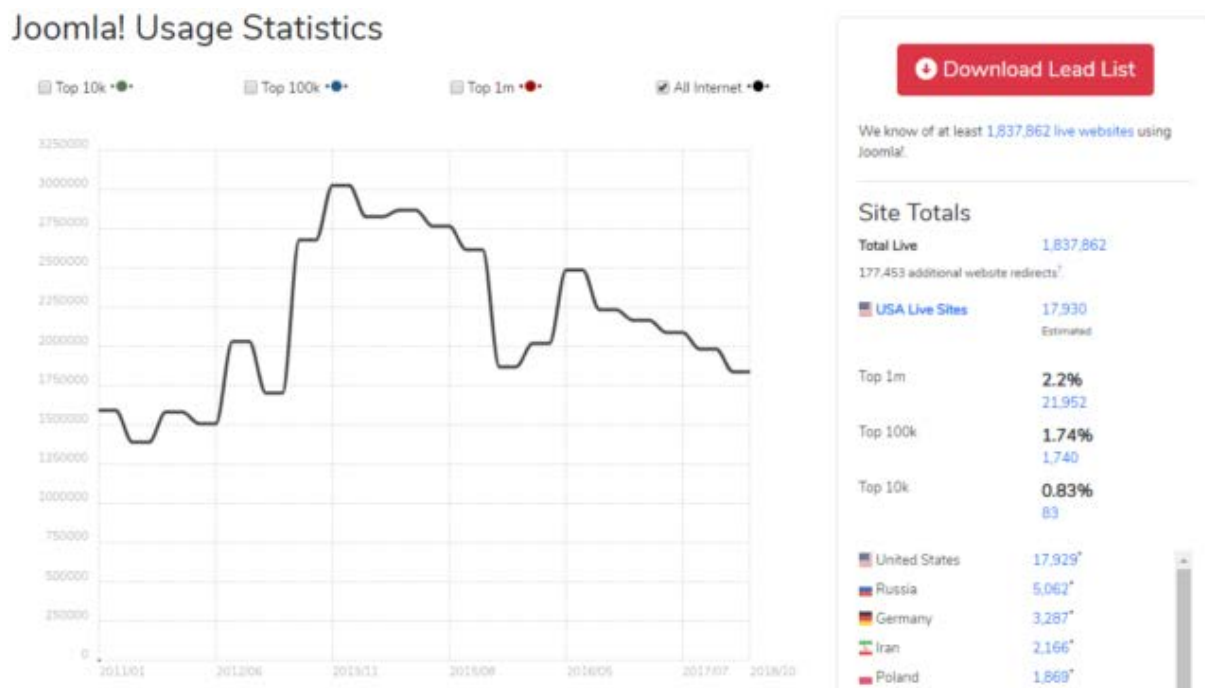 Joomla! Usage Statistics
Top 10k
Top 100k
Top 1m
All Internet
3250000
3000000
2750000
2500000
2250000
2000000
1750000
1500000
1250000
1000000
750000
500000
250000
0
2011/01
2012/06
2013/11
2016/05
2017/07
2018/10
Download Lead List
We know of at least 1,837,862 live websites using
Joomla!.
Site Totals
Total Live 1,837,862
177,453 additional website redirects
USA Live Sites 17,930
Estimated
Top 1m 2.2%
21,952
Top 100k 1.74%
1,740
Top 10k 0.83%
83
United States 17,929*
Russia 5,062*
Germany 3,287*
Iran 2,166*
Poland 1,869*